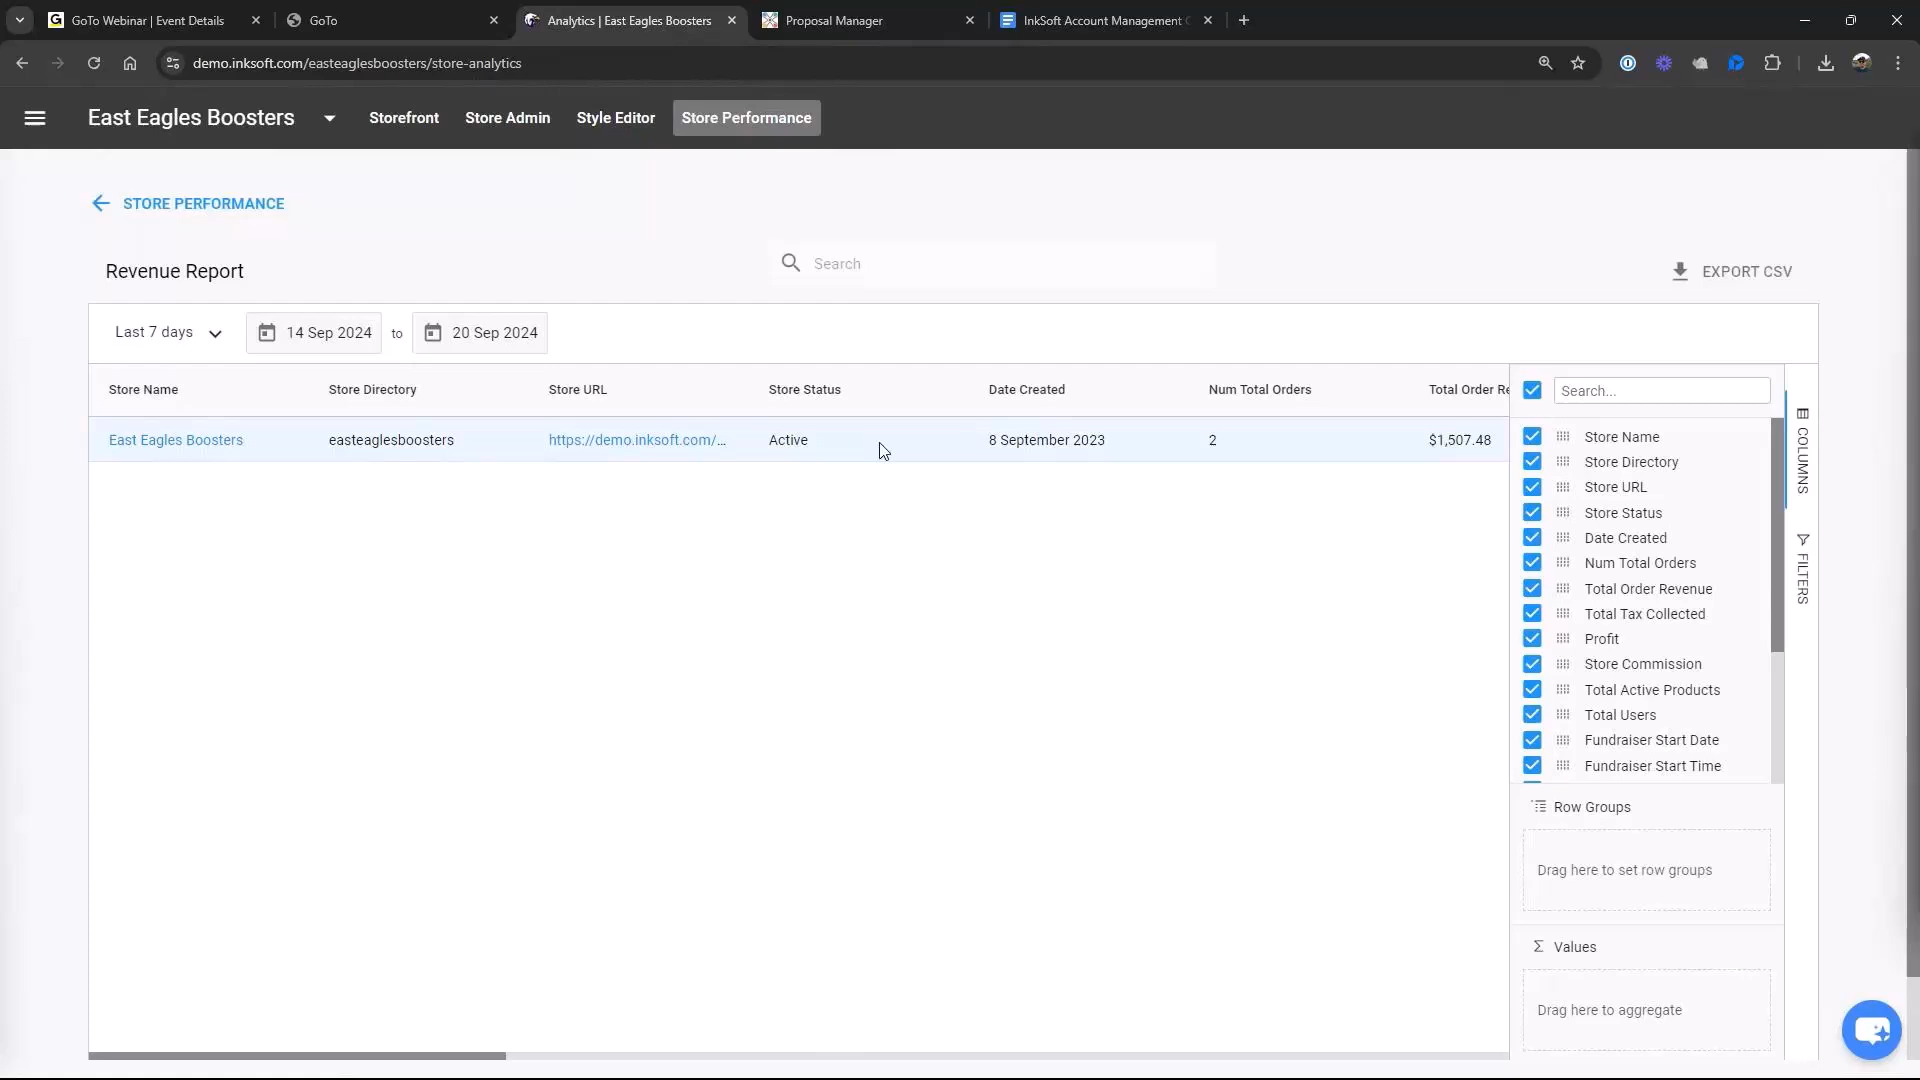 GoTo Webinar | Event Details
GoTo
Analytics | East Eagles Boosters
Proposal Manager
InkSoft Account Management
demo.inksoft.com/easteaglesboosters/store-analytics
East Eagles Boosters
Storefront
Store Admin
Style Editor
Store Performance
STORE PERFORMANCE
Revenue Report
Search
EXPORT CSV
Last 7 days
14 Sep 2024 to 20 Sep 2024
Store Name Store Directory Store URL Store Status Date Created Num Total Orders Total Order Re
East Eagles Boosters easteaglesboosters https://demo.inksoft.com/... Active 8 September 2023 2 $1,507.48
Search...
Store Name
Store Directory
Store URL
Store Status
Date Created
Num Total Orders
Total Order Revenue
Total Tax Collected
Profit
Store Commission
Total Active Products
Total Users
Fundraiser Start Date
Fundraiser Start Time
Row Groups
Drag here to set row groups
Values
Drag here to aggregate
COLUMNS
FILTERS